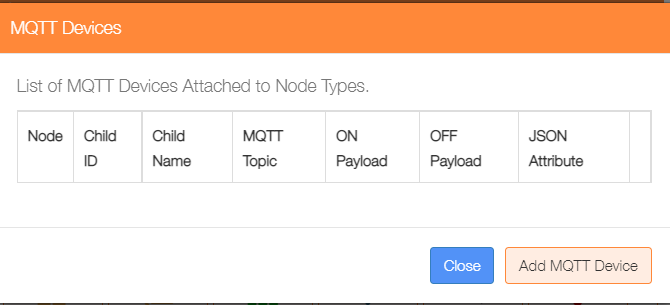 MQTT Devices
List of MQTT Devices Attached to Node Types.
Node Child ID Child Name MQTT Topic ON Payload OFF Payload JSON Attribute
Close Add MQTT Device